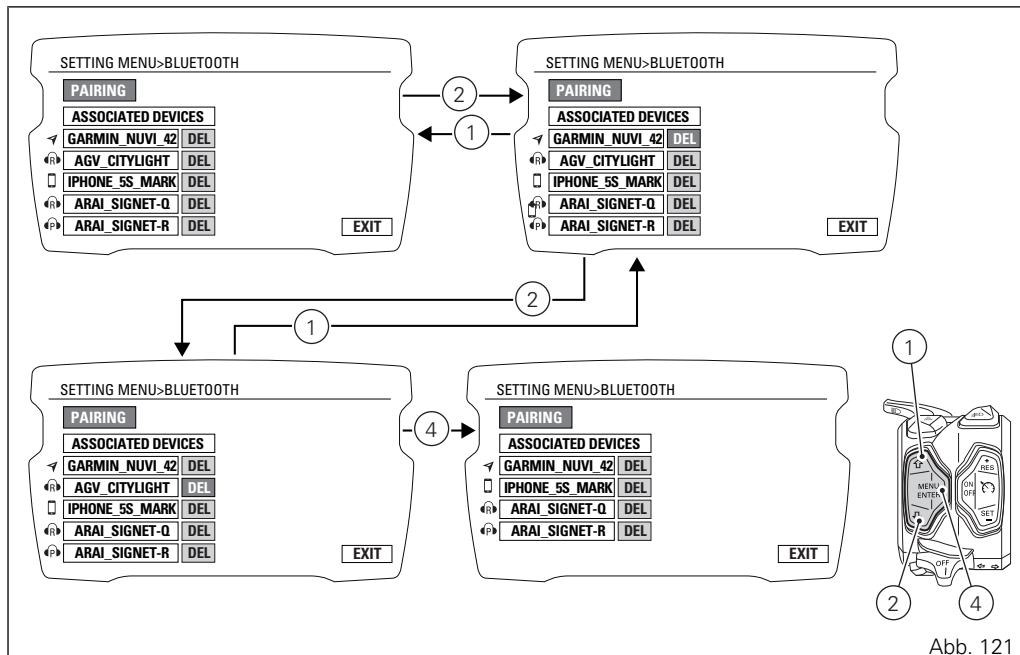 SETTING MENU>BLUETOOTH
PAIRING
ASSOCIATED DEVICES
GARMIN_NUVI_42 DEL
R AGV_CITYLIGHT DEL
IPHONE_5S_MARK DEL
R ARAI_SIGNET-Q DEL
P ARAI_SIGNET-R DEL
EXIT
2
1
SETTING MENU>BLUETOOTH
PAIRING
ASSOCIATED DEVICES
GARMIN_NUVI_42 DEL
R AGV_CITYLIGHT DEL
IPHONE_5S_MARK DEL
R ARAI_SIGNET-Q DEL
P ARAI_SIGNET-R DEL
EXIT
2
1
SETTING MENU>BLUETOOTH
PAIRING
ASSOCIATED DEVICES
GARMIN_NUVI_42 DEL
R AGV_CITYLIGHT DEL
IPHONE_5S_MARK DEL
R ARAI_SIGNET-Q DEL
P ARAI_SIGNET-R DEL
EXIT
4
SETTING MENU>BLUETOOTH
PAIRING
ASSOCIATED DEVICES
GARMIN_NUVI_42 DEL
IPHONE_5S_MARK DEL
R ARAI_SIGNET-Q DEL
P ARAI_SIGNET-R DEL
EXIT
1
MENU
ENTER
+
RES
ON
OFF
SET
–
OFF
2
4
Abb. 121